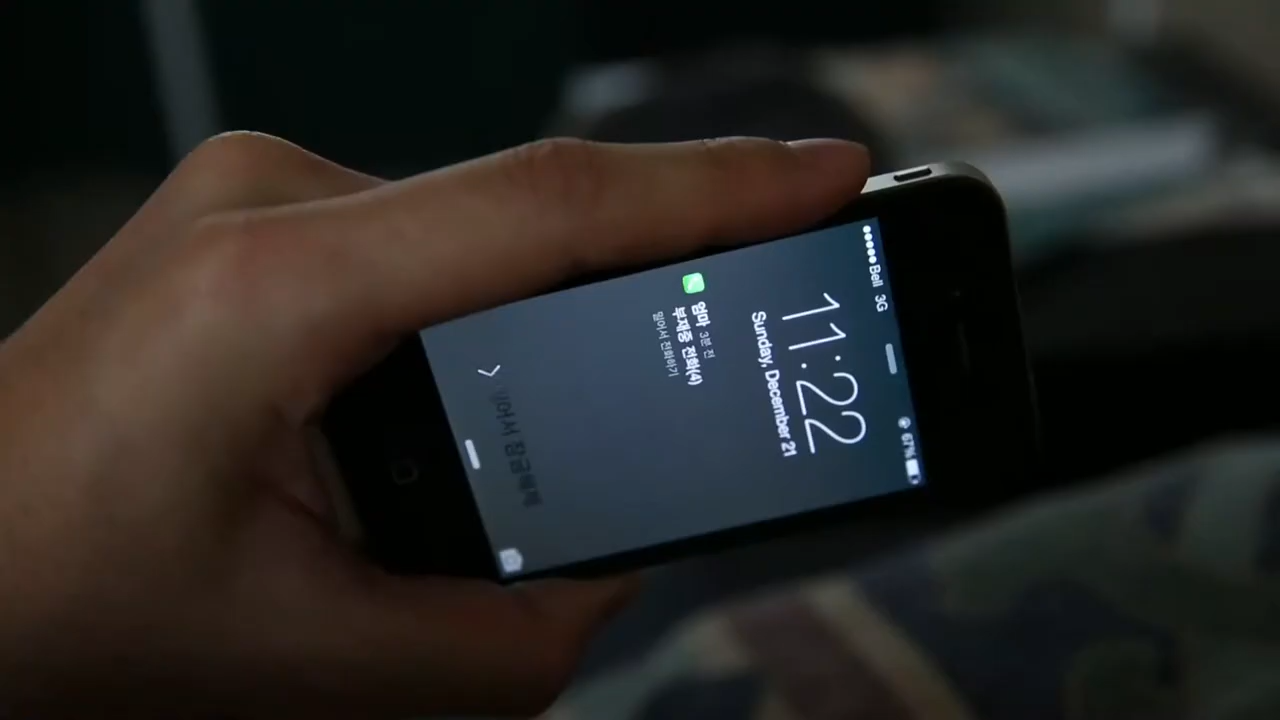 Bell 3G
67%
11:22
Sunday, December 21
엄마 3분 전
부재중 전화(4)
밀어서 전화하기
밀어서 잠금해제